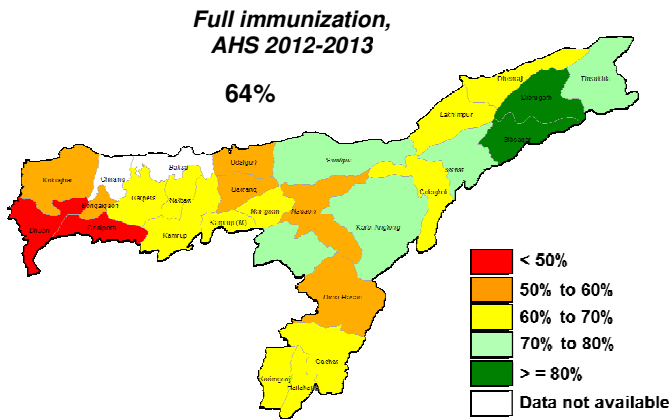 Full immunization,
AHS 2012-2013
64%
Dhemaji
Tinsukia
Dibrugarh
Lakhimpur
Sibsagar
Jorhat
Golaghat
Sonitpur
Udalguri
Baksa
Chirang
Kokrajhar
Bongaigaon
Barpeta
Nalbari
Darrang
Marigaon
Nagaon
Kamrup (M)
Karbi Anglong
Dhubri
Goalpara
Kamrup
Dima Hasao
Cachar
Karimganj
Hailakandi
< 50%
50% to 60%
60% to 70%
70% to 80%
> = 80%
Data not available